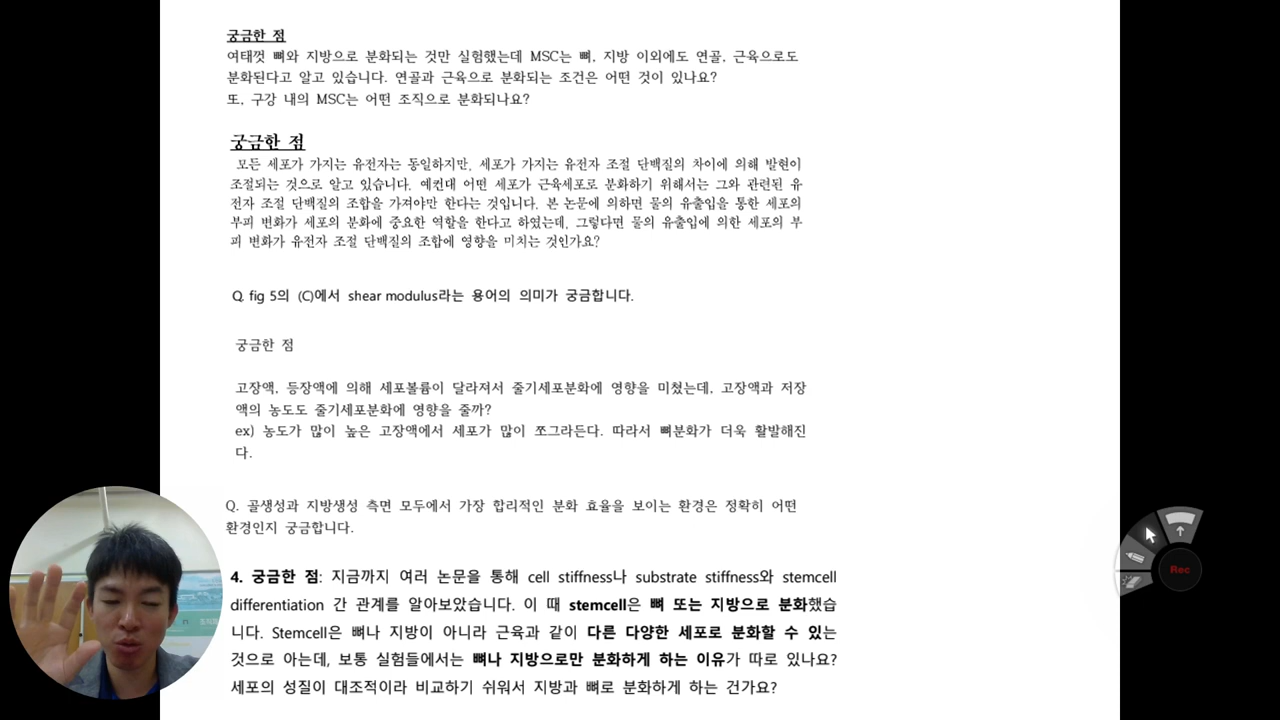 궁금한 점
여태껏 뼈와 지방으로 분화되는 것만 실험했는데 MSC는 뼈, 지방 이외에도 연골, 근육으로도
분화된다고 알고 있습니다. 연골과 근육으로 분화되는 조건은 어떤 것이 있나요?
또, 구강 내의 MSC는 어떤 조직으로 분화되나요?
궁금한 점
모든 세포가 가지는 유전자는 동일하지만, 세포가 가지는 유전자 조절 단백질의 차이에 의해 발현이
조절되는 것으로 알고 있습니다. 예컨대 어떤 세포가 근육세포로 분화하기 위해서는 그와 관련된 유
전자 조절 단백질의 조합을 가져야만 한다는 것입니다. 본 논문에 의하면 물의 유출입을 통한 세포의
부피 변화가 세포의 분화에 중요한 역할을 한다고 하였는데, 그렇다면 물의 유출입에 의한 세포의 부
피 변화가 유전자 조절 단백질의 조합에 영향을 미치는 것인가요?
Q. fig 5의 (C)에서 shear modulus라는 용어의 의미가 궁금합니다.
궁금한 점
고장액, 등장액에 의해 세포볼륨이 달라져서 줄기세포분화에 영향을 미쳤는데, 고장액과 저장
액의 농도도 줄기세포분화에 영향을 줄까?
ex) 농도가 많이 높은 고장액에서 세포가 많이 쪼그라든다. 따라서 뼈분화가 더욱 활발해진
다.
Q. 골생성과 지방생성 측면 모두에서 가장 합리적인 분화 효율을 보이는 환경은 정확히 어떤
환경인지 궁금합니다.
4. 궁금한 점: 지금까지 여러 논문을 통해 cell stiffness나 substrate stiffness와 stemcell
differentiation 간 관계를 알아보았습니다. 이 때 stemcell은 뼈 또는 지방으로 분화했습
니다. Stemcell은 뼈나 지방이 아니라 근육과 같이 다른 다양한 세포로 분화할 수 있는
것으로 아는데, 보통 실험들에서는 뼈나 지방으로만 분화하게 하는 이유가 따로 있나요?
세포의 성질이 대조적이라 비교하기 쉬워서 지방과 뼈로 분화하게 하는 건가요?
Rec